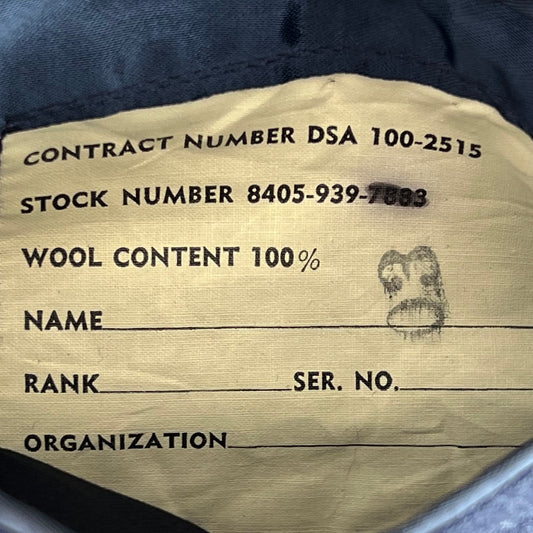 CONTRACT NUMBER DSA 100-2515
STOCK NUMBER 8405-939-7883
WOOL CONTENT 100%
NAME
RANK SER. NO.
ORGANIZATION